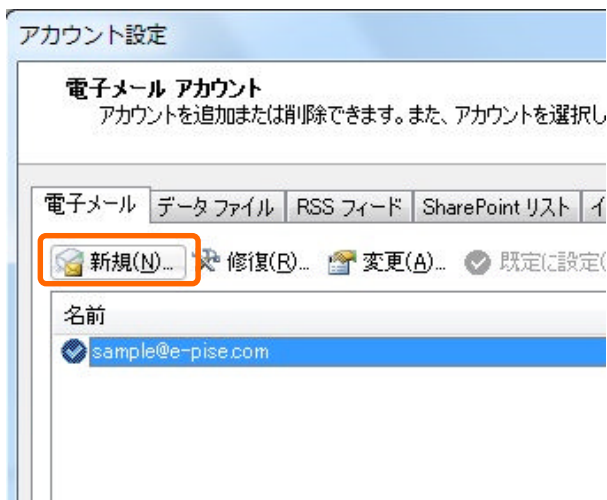 アカウント設定
電子メール アカウント
アカウントを追加または削除できます。また、アカウントを選択し
電子メール データ ファイル RSS フィード SharePoint リスト イ
新規(N)... 修復(R)... 変更(A)... 既定に設定(
名前
sample@e-pise.com